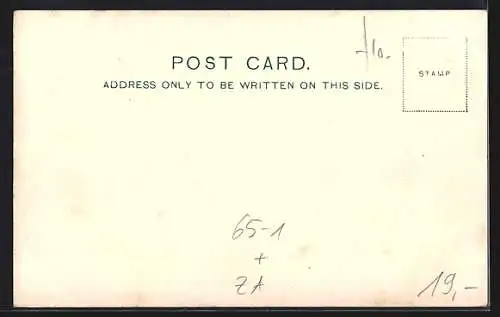 POST CARD.
ADDRESS ONLY TO BE WRITTEN ON THIS SIDE.
STAMP
65-1
+
ZA
19,-